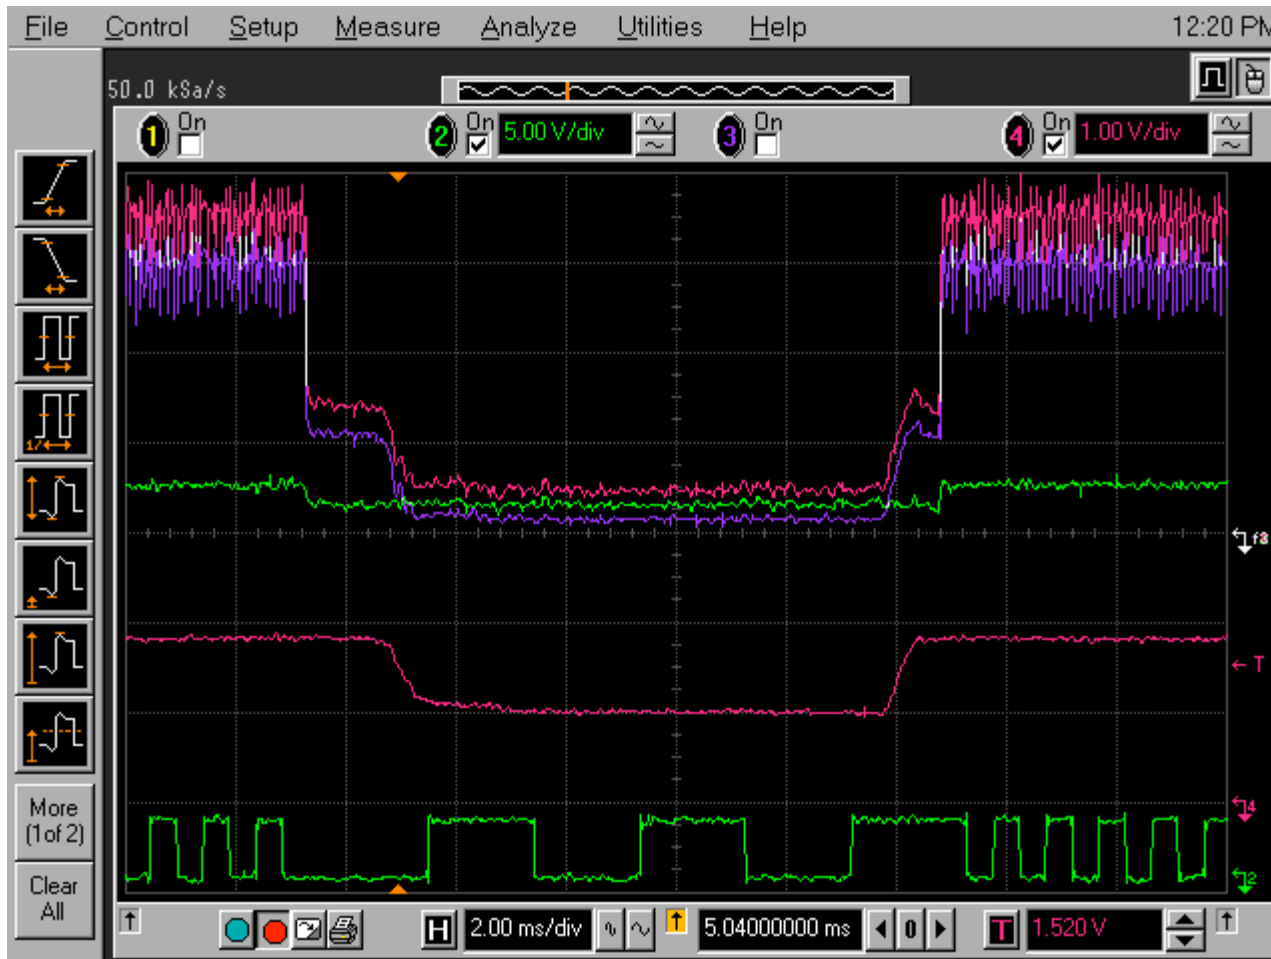 File Control Setup Measure Analyze Utilities Help 12:20 PM
50.0 kSa/s
1 On 2 On 5.00 V/div 3 On 4 On 1.00 V/div
T
4
2
1/
More
(1of 2)
Clear
All
H 2.00 ms/div 5.04000000 ms 0 T 1.520 V